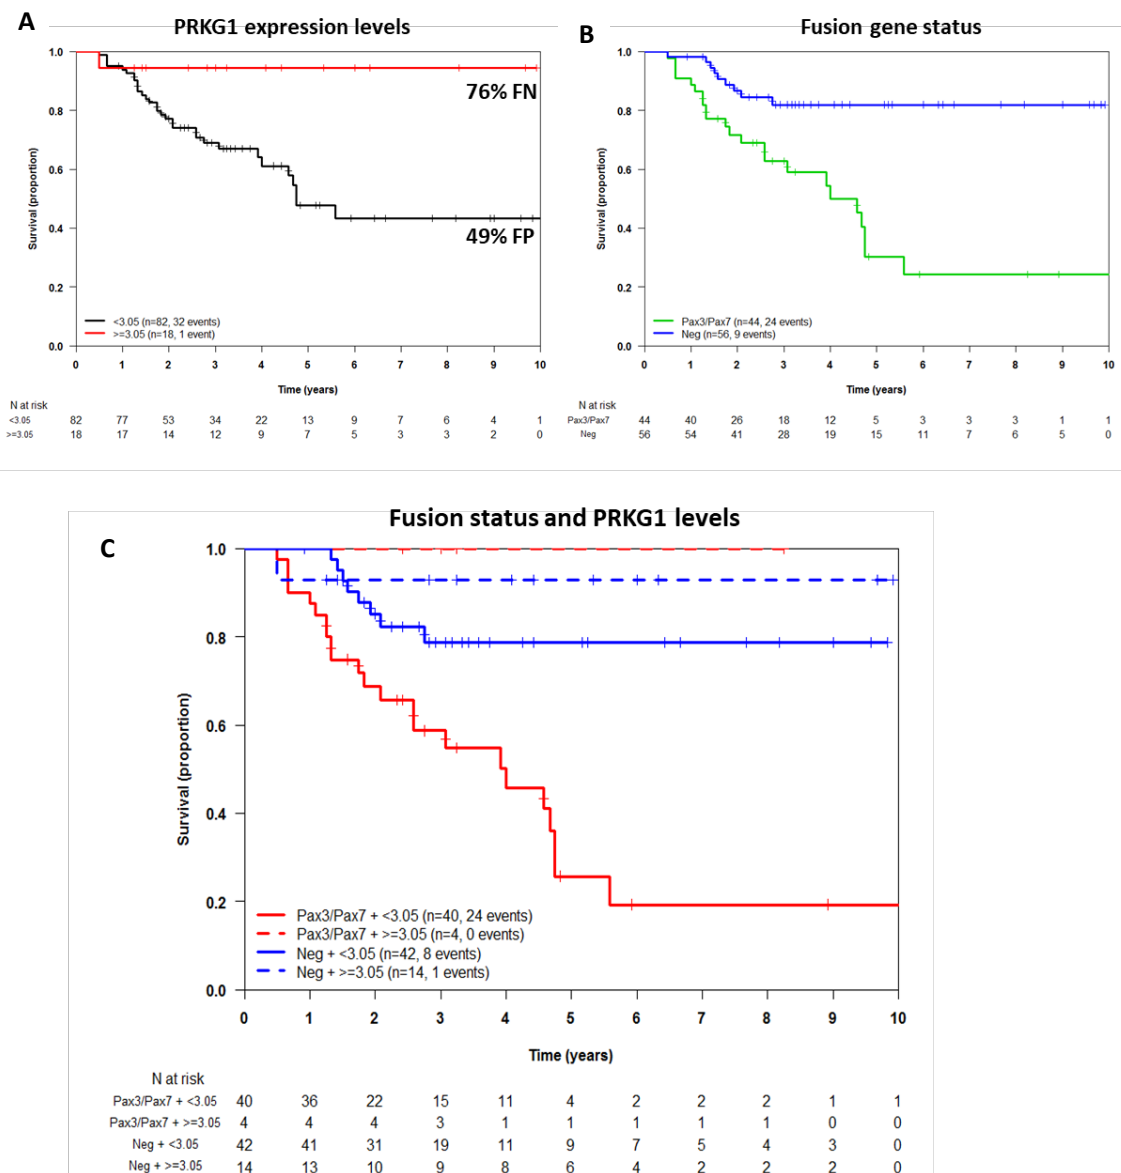 A
PRKG1 expression levels
1.0
0.8
0.6
0.4
0.2
0.0
Survival (proportion)
76% FN
49% FP
<3.05 (n=82, 32 events)
>=3.05 (n=18, 1 event)
0 1 2 3 4 5 6 7 8 9 10
Time (years)
N at risk
<3.05 82 77 53 34 22 13 9 7 6 4 1
>=3.05 18 17 14 12 9 7 5 3 3 2 0
B
Fusion gene status
1.0
0.8
0.6
0.4
0.2
0.0
Survival (proportion)
Pax3/Pax7 (n=44, 24 events)
Neg (n=56, 9 events)
0 1 2 3 4 5 6 7 8 9 10
Time (years)
N at risk
Pax3/Pax7 44 40 26 18 12 5 3 3 3 1 1
Neg 56 54 41 28 19 15 11 7 6 5 0
Fusion status and PRKG1 levels
C
1.0
0.8
0.6
0.4
0.2
0.0
Survival (proportion)
Pax3/Pax7 + <3.05 (n=40, 24 events)
Pax3/Pax7 + >=3.05 (n=4, 0 events)
Neg + <3.05 (n=42, 8 events)
Neg + >=3.05 (n=14, 1 events)
0 1 2 3 4 5 6 7 8 9 10
Time (years)
N at risk
Pax3/Pax7 + <3.05 40 36 22 15 11 4 2 2 2 1 1
Pax3/Pax7 + >=3.05 4 4 4 3 1 1 1 1 1 0 0
Neg + <3.05 42 41 31 19 11 9 7 5 4 3 0
Neg + >=3.05 14 13 10 9 8 6 4 2 2 2 0